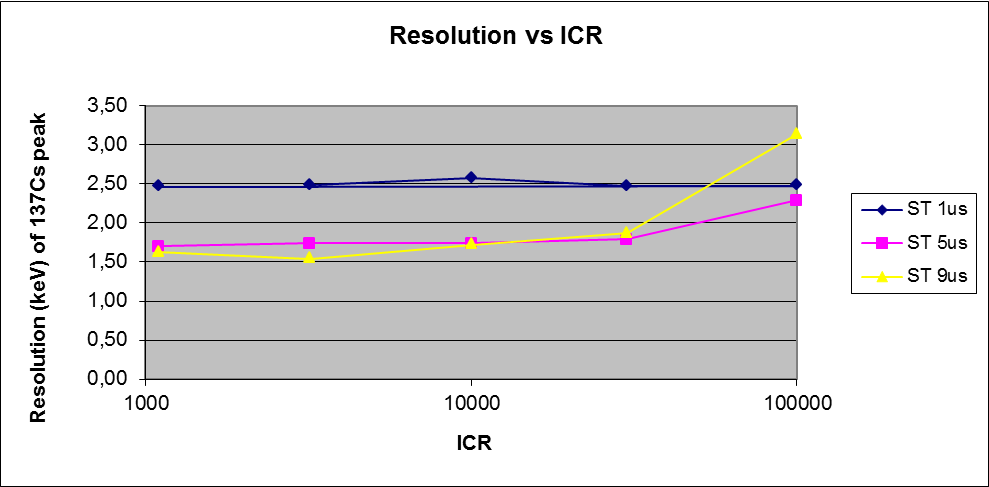 Resolution vs ICR
Resolution (keV) of 137Cs peak
3,50
3,00
2,50
2,00
1,50
1,00
0,50
0,00
1000
10000
100000
ICR
ST 1us
ST 5us
ST 9us